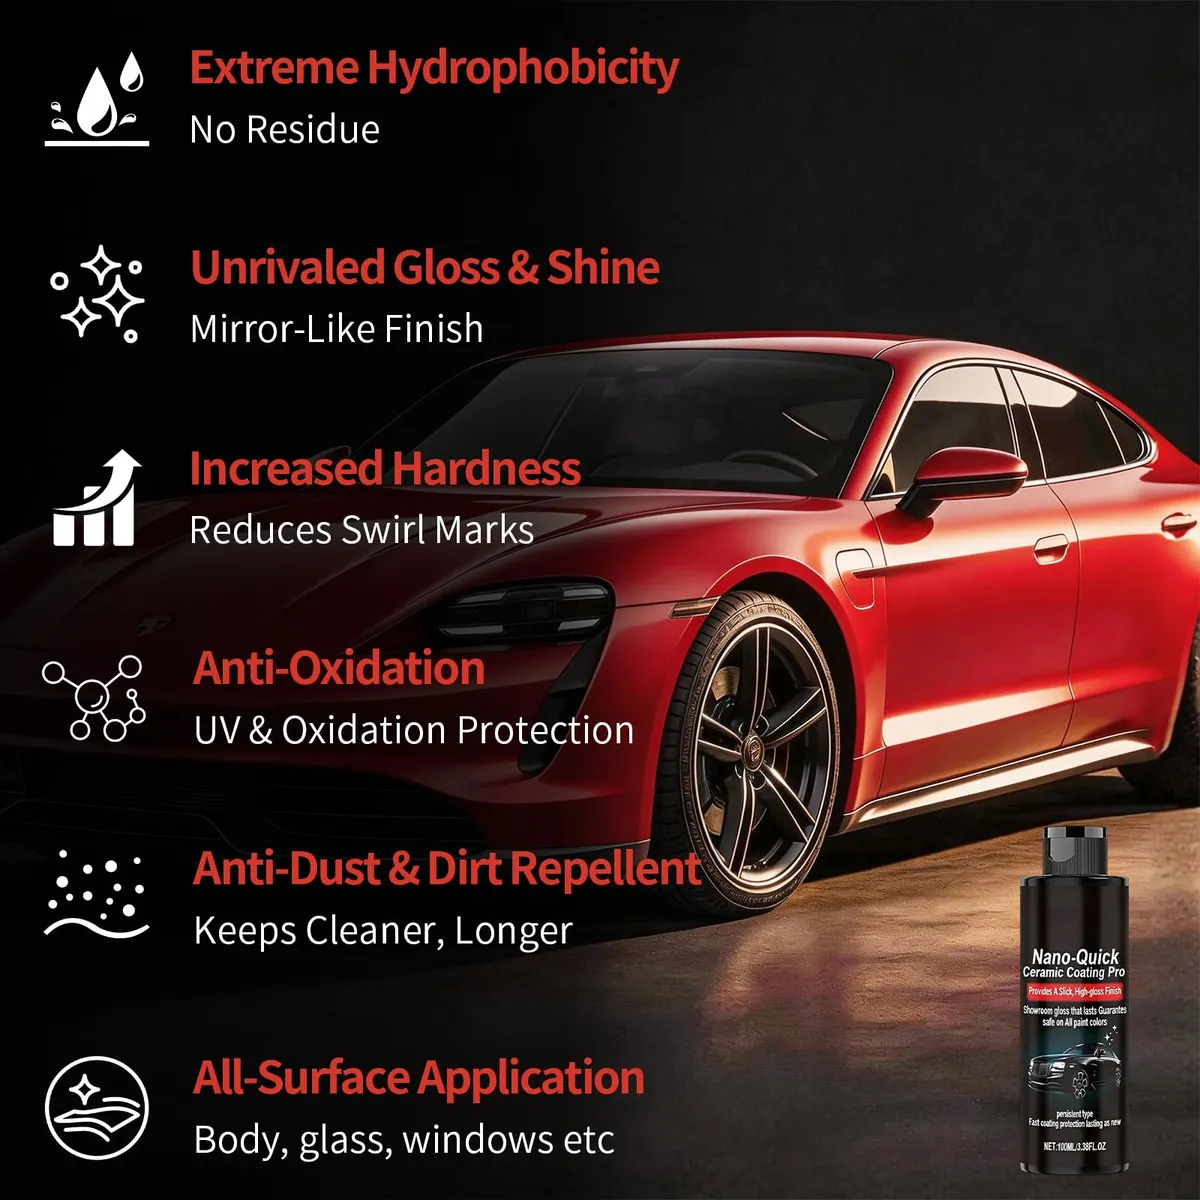 Extreme Hydrophobicity
No Residue
Unrivaled Gloss & Shine
Mirror-Like Finish
Increased Hardness
Reduces Swirl Marks
Anti-Oxidation
UV & Oxidation Protection
Anti-Dust & Dirt Repellent
Keeps Cleaner, Longer
All-Surface Application
Body, glass, windows etc
Nano-Quick
Ceramic Coating Pro
Provides A Slick, High-gloss Finish
Showroom gloss that lasts Guarantes
safe on All paint colors
persistent type
Fast coating protection lasting as new
NET:100ML/3.38FL.OZ